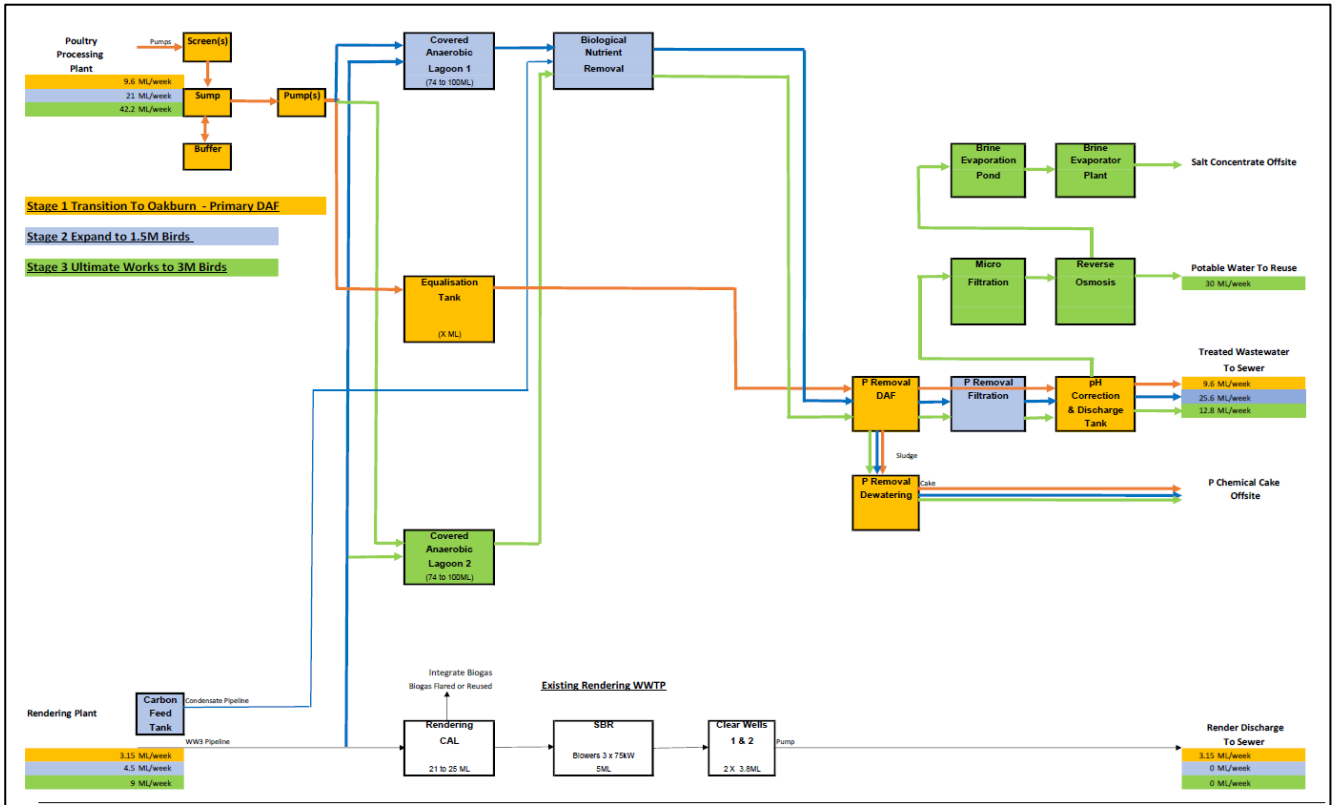 Poultry
Processing
Plant
Pumps
Screen(s)
9.6 ML/week
21 ML/week
42.2 ML/week
Sump
Pump(s)
Buffer
Covered
Anaerobic
Lagoon 1
(74 to 100ML)
Biological
Nutrient
Removal
Stage 1 Transition To Oakburn - Primary DAF
Stage 2 Expand to 1.5M Birds
Stage 3 Ultimate Works to 3M Birds
Brine
Evaporation
Pond
Brine
Evaporator
Plant
Salt Concentrate Offsite
Micro
Filtration
Reverse
Osmosis
Potable Water To Reuse
30 ML/week
Equalisation
Tank
(X ML)
Treated Wastewater
To Sewer
P Removal
DAF
P Removal
Filtration
pH
Correction
& Discharge
Tank
9.6 ML/week
25.6 ML/week
12.8 ML/week
Sludge
P Removal
Dewatering
Cake
P Chemical Cake
Offsite
Covered
Anaerobic
Lagoon 2
(74 to 100ML)
Integrate Biogas
Biogas Flared or Reused
Existing Rendering WWTP
Rendering Plant
Carbon
Feed
Tank
Condensate Pipeline
WW3 Pipeline
3.15 ML/week
4.5 ML/week
9 ML/week
Rendering
CAL
21 to 25 ML
SBR
Blowers 3 x 75kW
5ML
Clear Wells
1 & 2
2 X 3.8ML
Pump
Render Discharge
To Sewer
3.15 ML/week
0 ML/week
0 ML/week